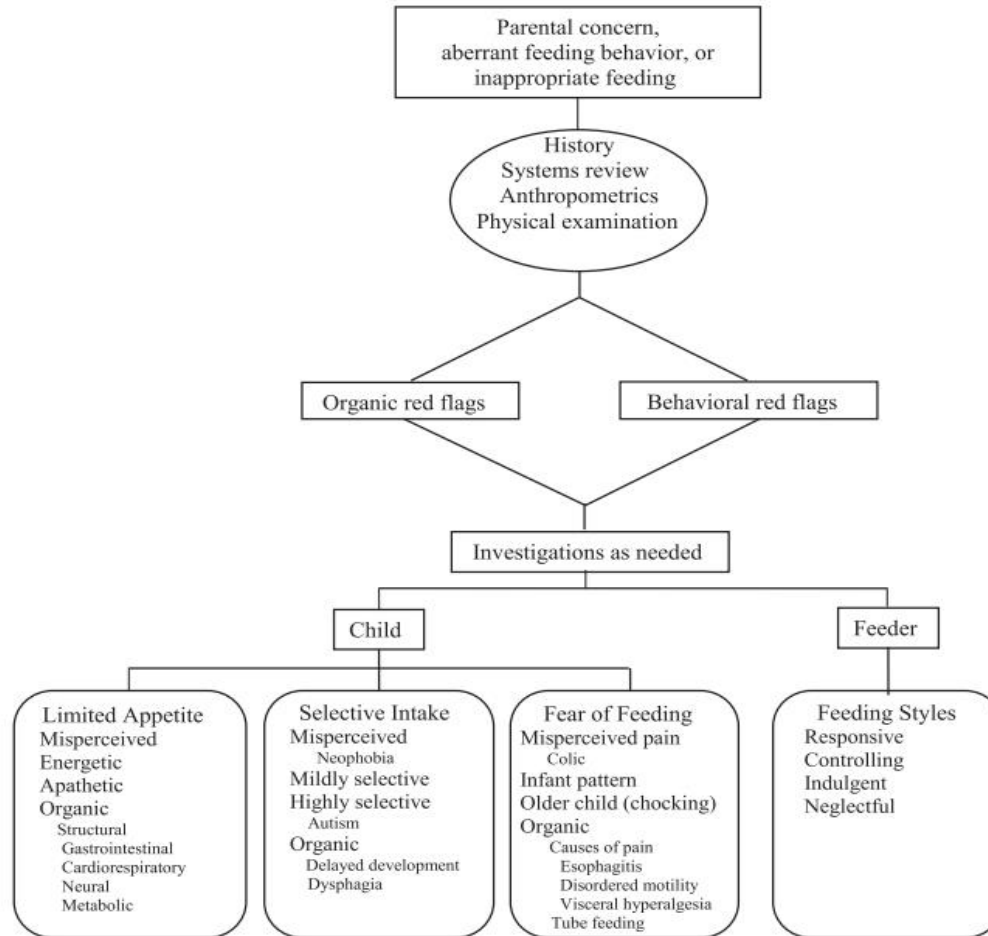 Parental concern,
aberrant feeding behavior, or
inappropriate feeding
History
Systems review
Anthropometrics
Physical examination
Organic red flags
Behavioral red flags
Investigations as needed
Child
Feeder
Limited Appetite
Misperceived
Energetic
Apathetic
Organic
Structural
Gastrointestinal
Cardiorespiratory
Neural
Metabolic
Selective Intake
Misperceived
Neophobia
Mildly selective
Highly selective
Autism
Organic
Delayed development
Dysphagia
Fear of Feeding
Misperceived pain
Colic
Infant pattern
Older child (chocking)
Organic
Causes of pain
Esophagitis
Disordered motility
Visceral hyperalgesia
Tube feeding
Feeding Styles
Responsive
Controlling
Indulgent
Neglectful